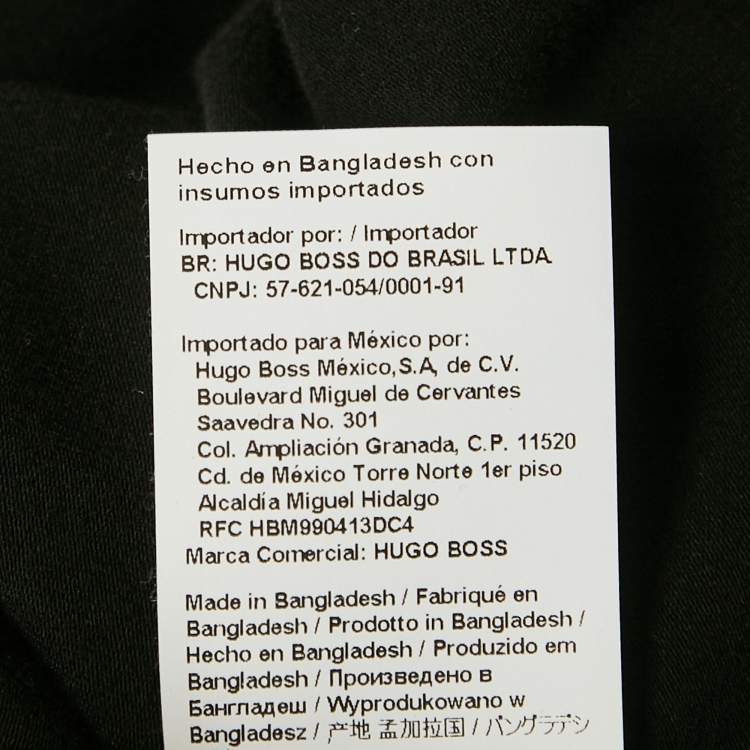 Hecho en Bangladesh con
insumos importados
Importador por: / Importador
BR: HUGO BOSS DO BRASIL LTDA
CNPJ: 57-621-054/0001-91
Importado para México por:
Hugo Boss México,S.A, de C.V.
Boulevard Miguel de Cervantes
Saavedra No. 301
Col. Ampliación Granada, C.P. 11520
Cd. de México Torre Norte 1er piso
Alcaldía Miguel Hidalgo
RFC HBM990413DC4
Marca Comercial: HUGO BOSS
Made in Bangladesh / Fabriqué en
Bangladesh / Prodotto in Bangladesh /
Hecho en Bangladesh / Produzido em
Bangladesh / Произведено в
Бангладеш / Wyprodukowano w
Bangladesz / 产地 孟加拉国 / バングラデシ